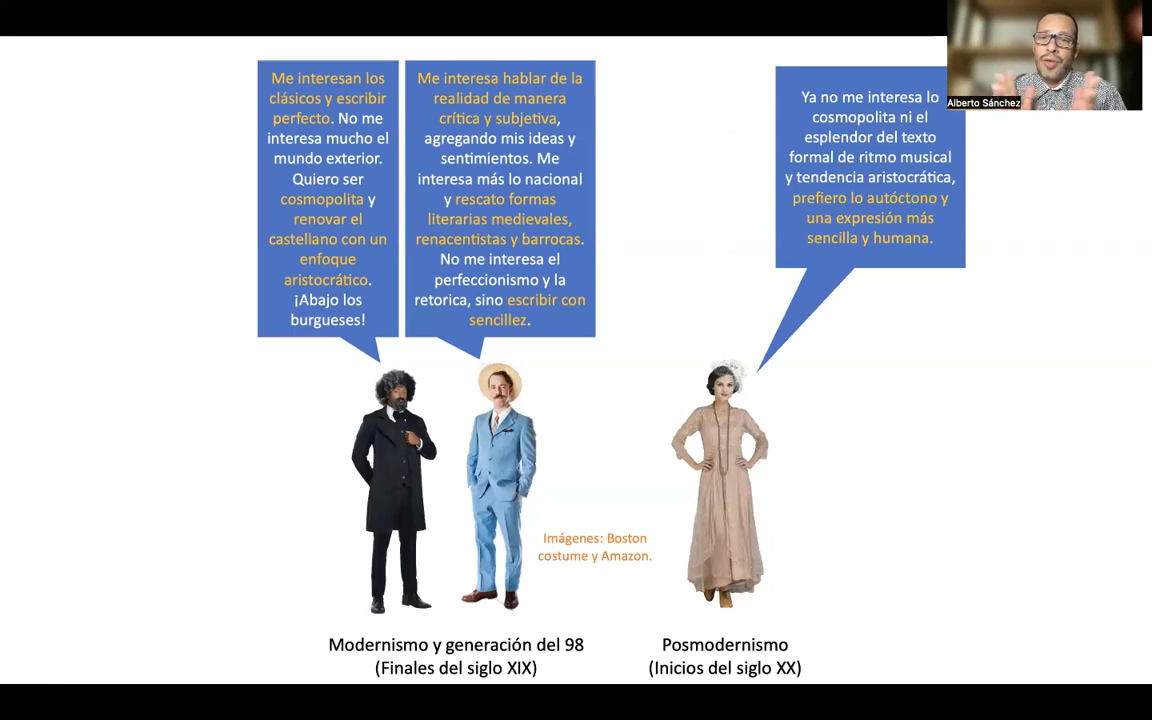 Me interesan los
clásicos y escribir
perfecto. No me
interesa mucho el
mundo exterior.
Quiero ser
cosmopolita y
renovar el
castellano con un
enfoque
aristocrático.
¡Abajo los
burgueses!
Me interesa hablar de la
realidad de manera
crítica y subjetiva,
agregando mis ideas y
sentimientos. Me
interesa más lo nacional
y rescato formas
literarias medievales,
renacentistas y barrocas.
No me interesa el
perfeccionismo y la
retorica, sino escribir con
sencillez.
Ya no me interesa lo
cosmopolita ni el
esplendor del texto
formal de ritmo musical
y tendencia aristocrática,
prefiero lo autóctono y
una expresión más
sencilla y humana.
Alberto Sánchez
Imágenes: Boston
costume y Amazon.
Modernismo y generación del 98
(Finales del siglo XIX)
Posmodernismo
(Inicios del siglo XX)